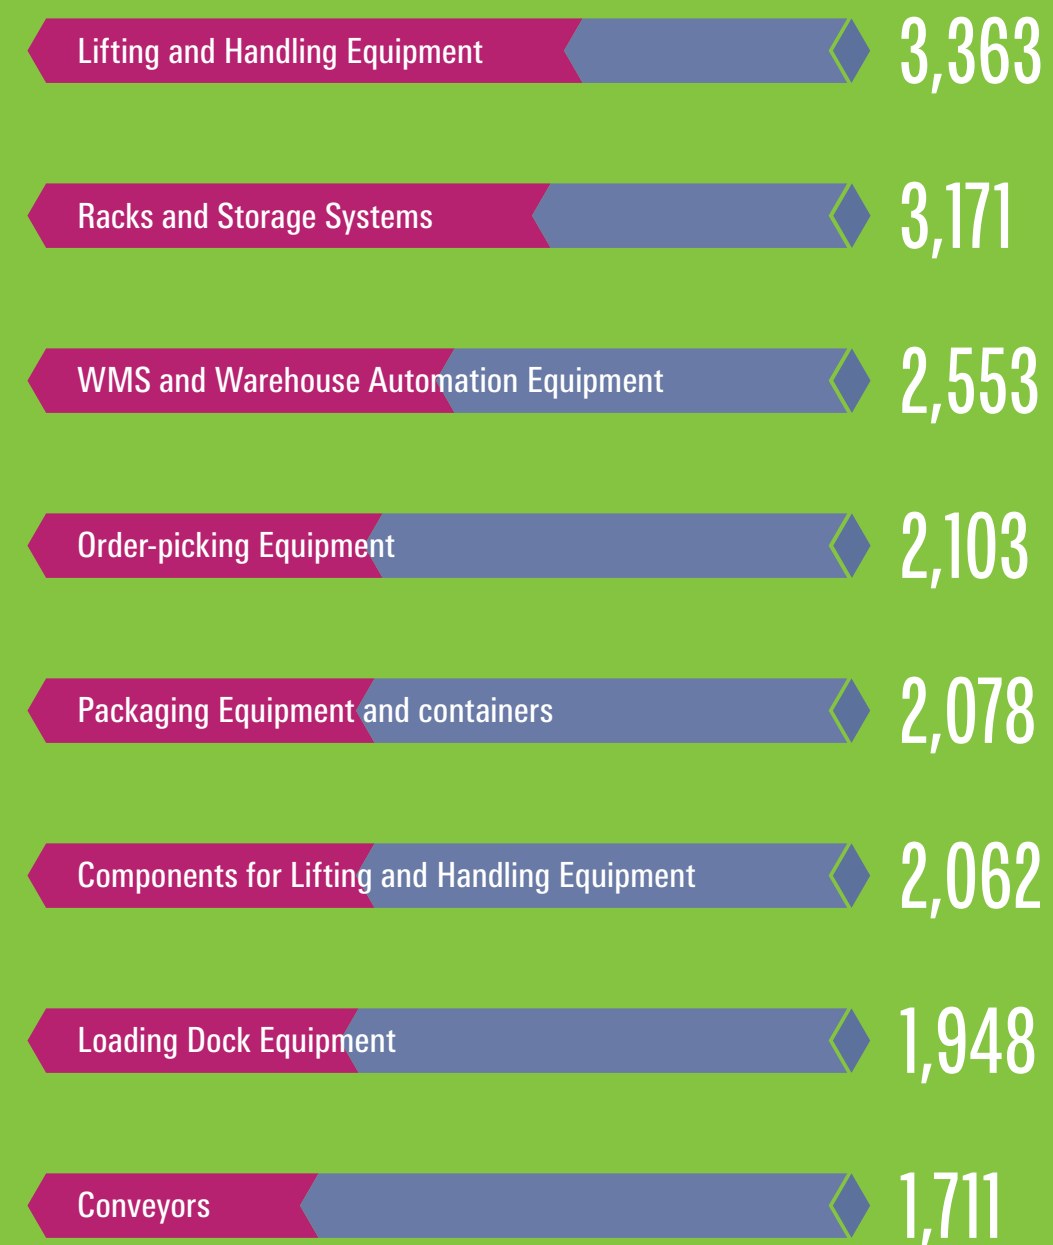 Lifting and Handling Equipment 3,363
Racks and Storage Systems 3,171
WMS and Warehouse Automation Equipment 2,553
Order-picking Equipment 2,103
Packaging Equipment and containers 2,078
Components for Lifting and Handling Equipment 2,062
Loading Dock Equipment 1,948
Conveyors 1,711